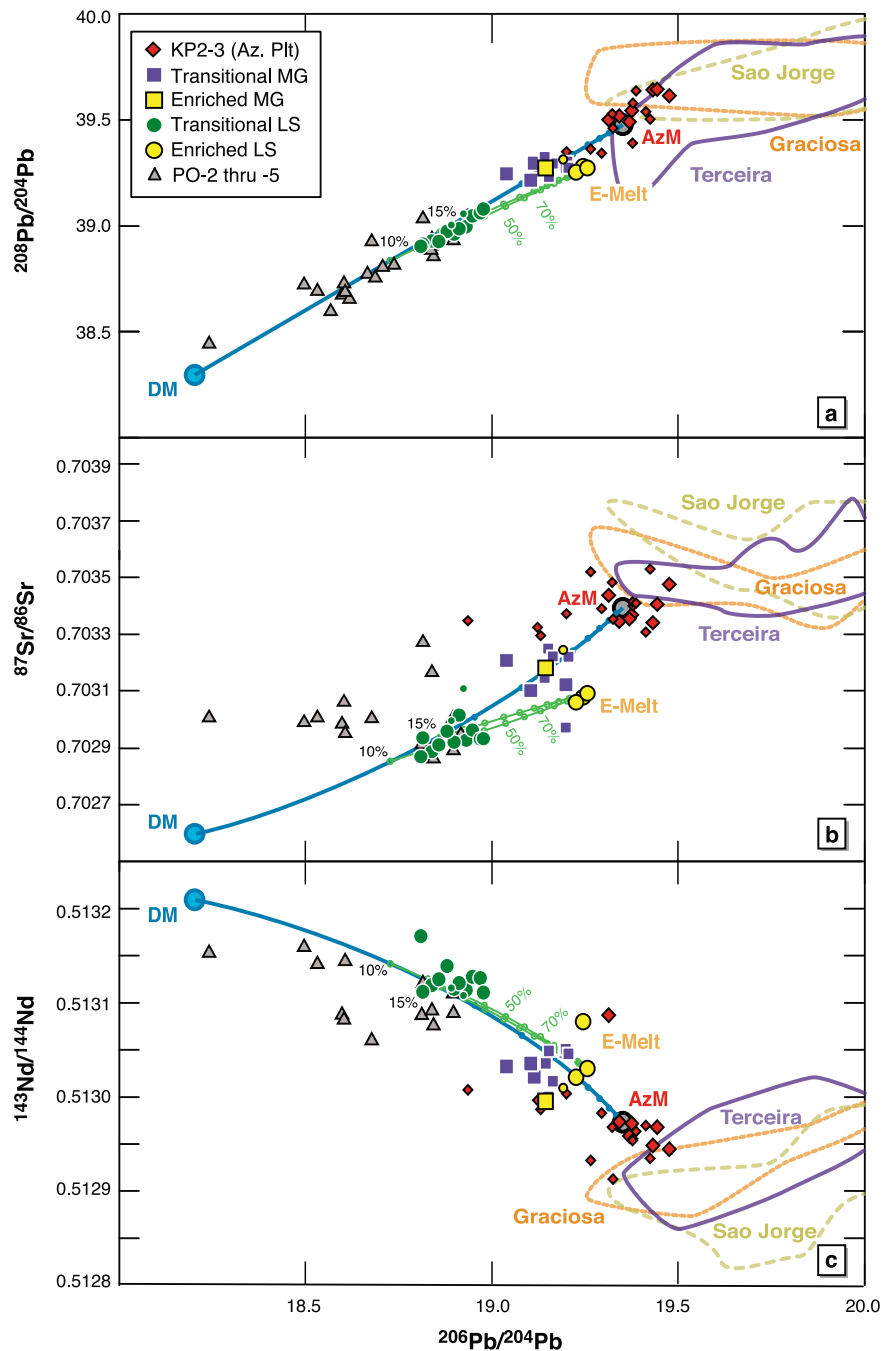 40.0
39.5
39.0
38.5
208Pb/204Pb
KP2-3 (Az. Plt)
Transitional MG
Enriched MG
Transitional LS
Enriched LS
PO-2 thru -5
Sao Jorge
Graciosa
Terceira
AzM
E-Melt
15%
10%
50%
70%
DM
a
0.7039
0.7037
0.7035
0.7033
0.7031
0.7029
0.7027
87Sr/86Sr
Sao Jorge
Graciosa
Terceira
AzM
E-Melt
15%
10%
50%
70%
DM
b
0.5132
0.5131
0.5130
0.5129
0.5128
143Nd/144Nd
DM
10%
15%
50%
70%
E-Melt
AzM
Terceira
Graciosa
Sao Jorge
c
18.5
19.0
19.5
20.0
206Pb/204Pb